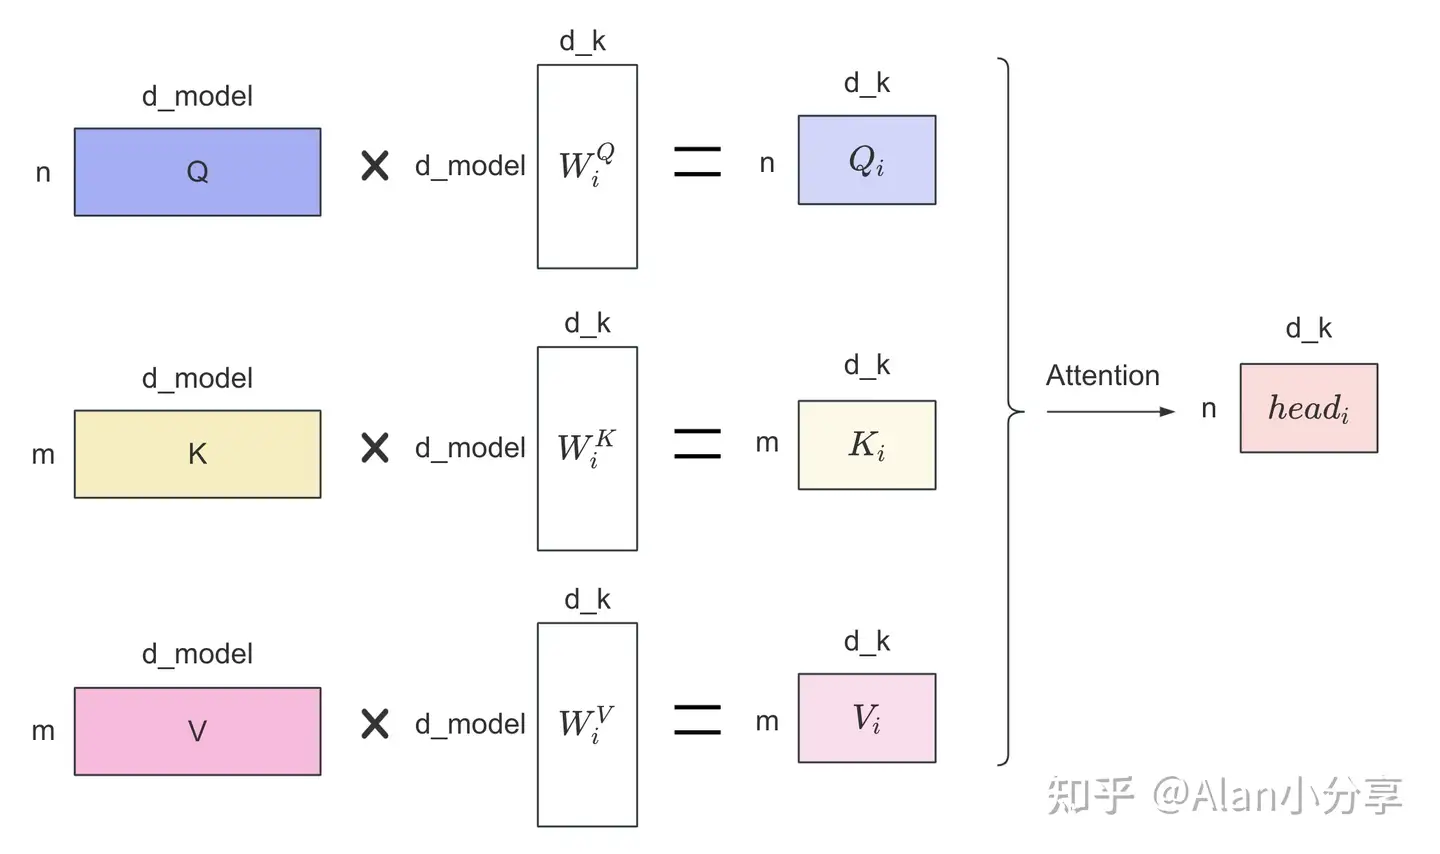 d_model
n
Q
×
d_model
d_k
W_i^Q
=
n
d_k
Q_i
d_model
m
K
×
d_model
d_k
W_i^K
=
m
d_k
K_i
d_model
m
V
×
d_model
d_k
W_i^V
=
m
d_k
V_i
Attention
n
d_k
head_i
知乎 @Alan小分享